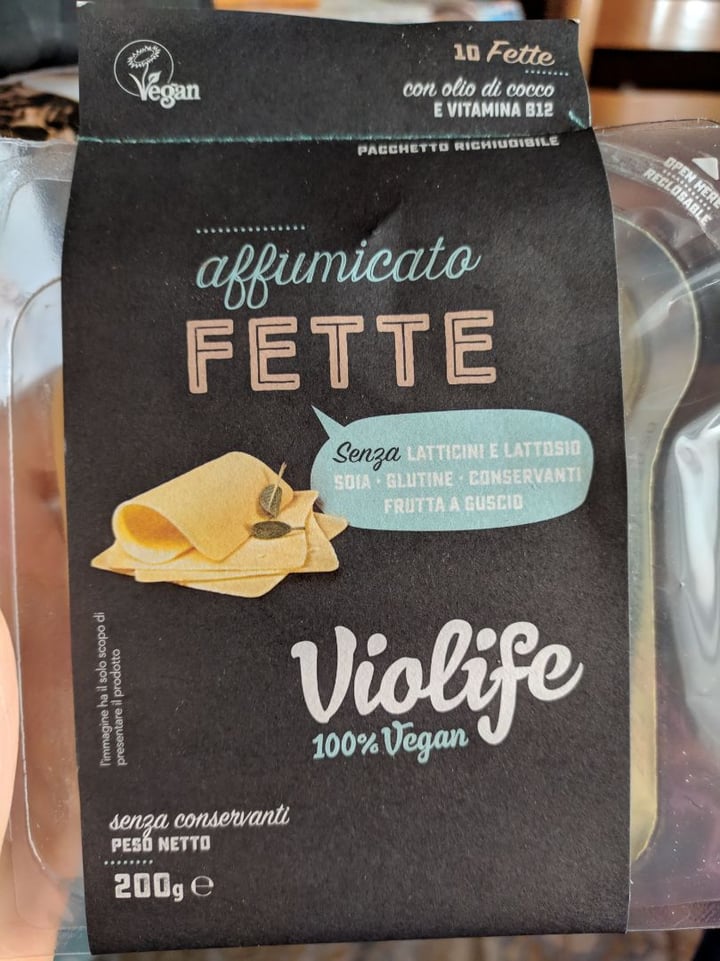 Vegan
10 Fette
con olio di cocco
E VITAMINA B12
PACCHETTO RICHIUDIBILE
OPEN HERE
RECLOSABLE
affumicato
FETTE
Senza LATTICINI E LATTOSIO
SOIA · GLUTINE · CONSERVANTI
FRUTTA A GUSCIO
l'immagine ha il solo scopo di
presentare il prodotto
Violife
100% Vegan
senza conservanti
PESO NETTO
200g ℮